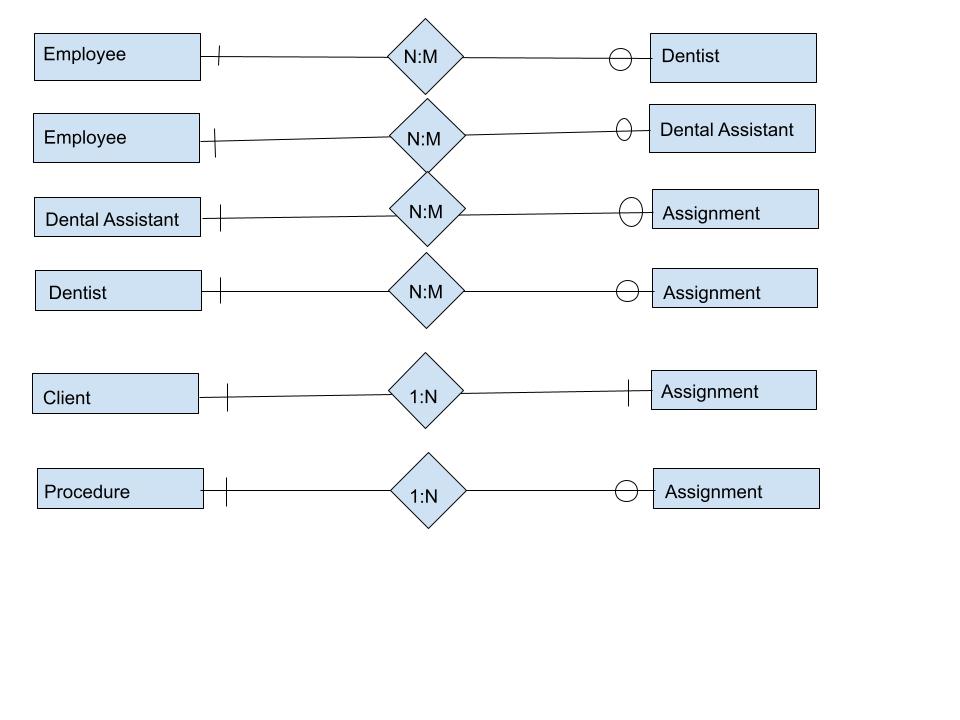 Employee N:M Dentist
Employee N:M Dental Assistant
Dental Assistant N:M Assignment
Dentist N:M Assignment
Client 1:N Assignment
Procedure 1:N Assignment